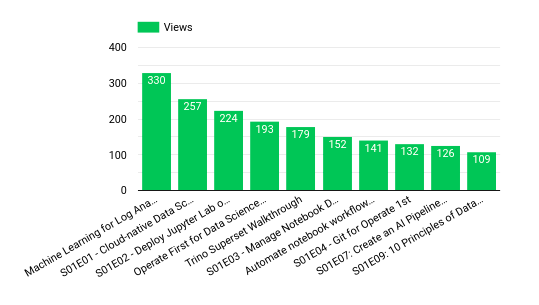 Views
400
300
200
100
0
330
257
224
193
179
152
141
132
126
109
Machine Learning for Log Ana...
S01E01 - Cloud-native Data Sc...
S01E02 - Deploy Jupyter Lab o...
Operate First for Data Science...
Trino Superset Walkthrough
S01E03 - Manage Notebook D...
Automate notebook workflow...
S01E04 - Git for Operate 1st
S01E07: Create an AI Pipeline...
S01E09: 10 Principles of Data...